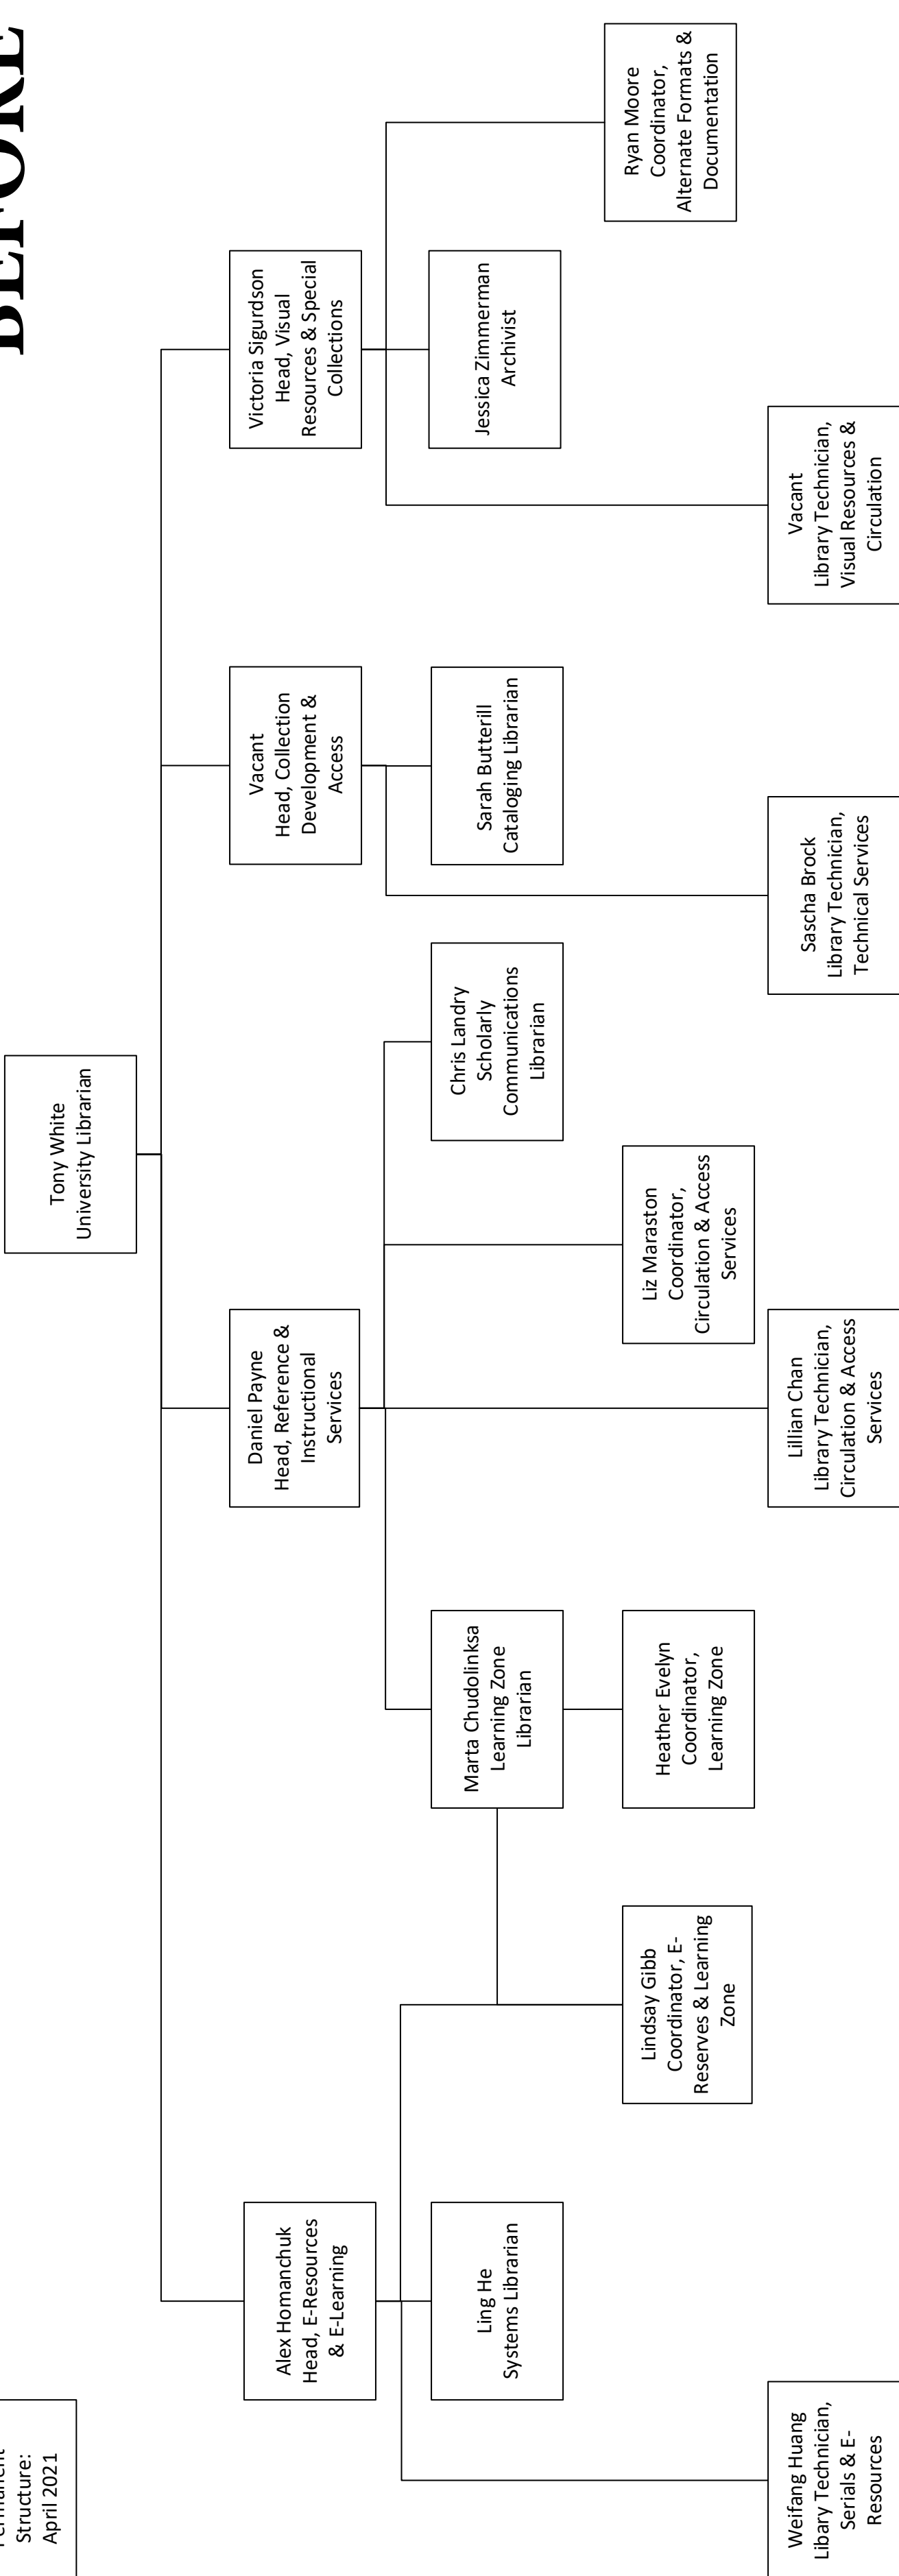 BEFORE
Structure:
April 2021
Tony White
University Librarian
Alex Homanchuk
Head, E-Resources
& E-Learning
Daniel Payne
Head, Reference &
Instructional
Services
Vacant
Head, Collection
Development &
Access
Victoria Sigurdson
Head, Visual
Resources & Special
Collections
Ling He
Systems Librarian
Marta Chudolinksa
Learning Zone
Librarian
Chris Landry
Scholarly
Communications
Librarian
Sarah Butterill
Cataloging Librarian
Jessica Zimmerman
Archivist
Lindsay Gibb
Coordinator, E-
Reserves & Learning
Zone
Heather Evelyn
Coordinator,
Learning Zone
Liz Maraston
Coordinator,
Circulation & Access
Services
Ryan Moore
Coordinator,
Alternate Formats &
Documentation
Weifang Huang
Libary Technician,
Serials & E-
Resources
Lillian Chan
Library Technician,
Circulation & Access
Services
Sascha Brock
Library Technician,
Technical Services
Vacant
Library Technician,
Visual Resources &
Circulation